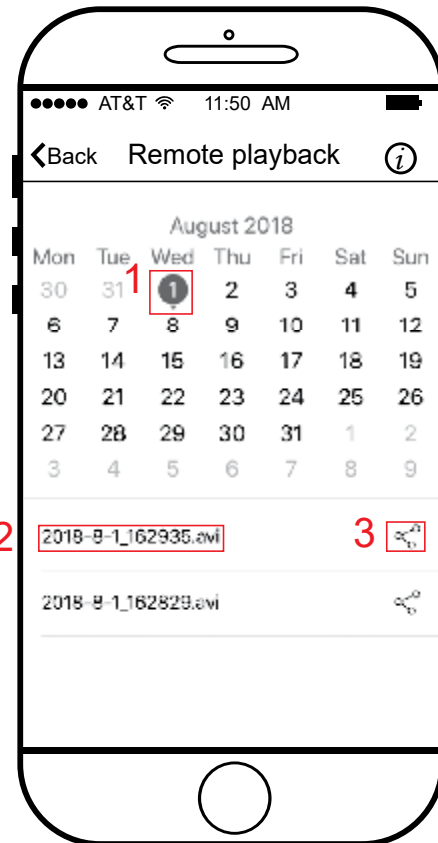 AT&T 11:50 AM
Back Remote playback i
August 2018
Mon Tue Wed Thu Fri Sat Sun
1
30 31 1 2 3 4 5
6 7 8 9 10 11 12
13 14 15 16 17 18 19
20 21 22 23 24 25 26
27 28 29 30 31 1 2
3 4 5 6 7 8 9
2 2018-8-1_162935.avi 3
2018-8-1_162829.avi